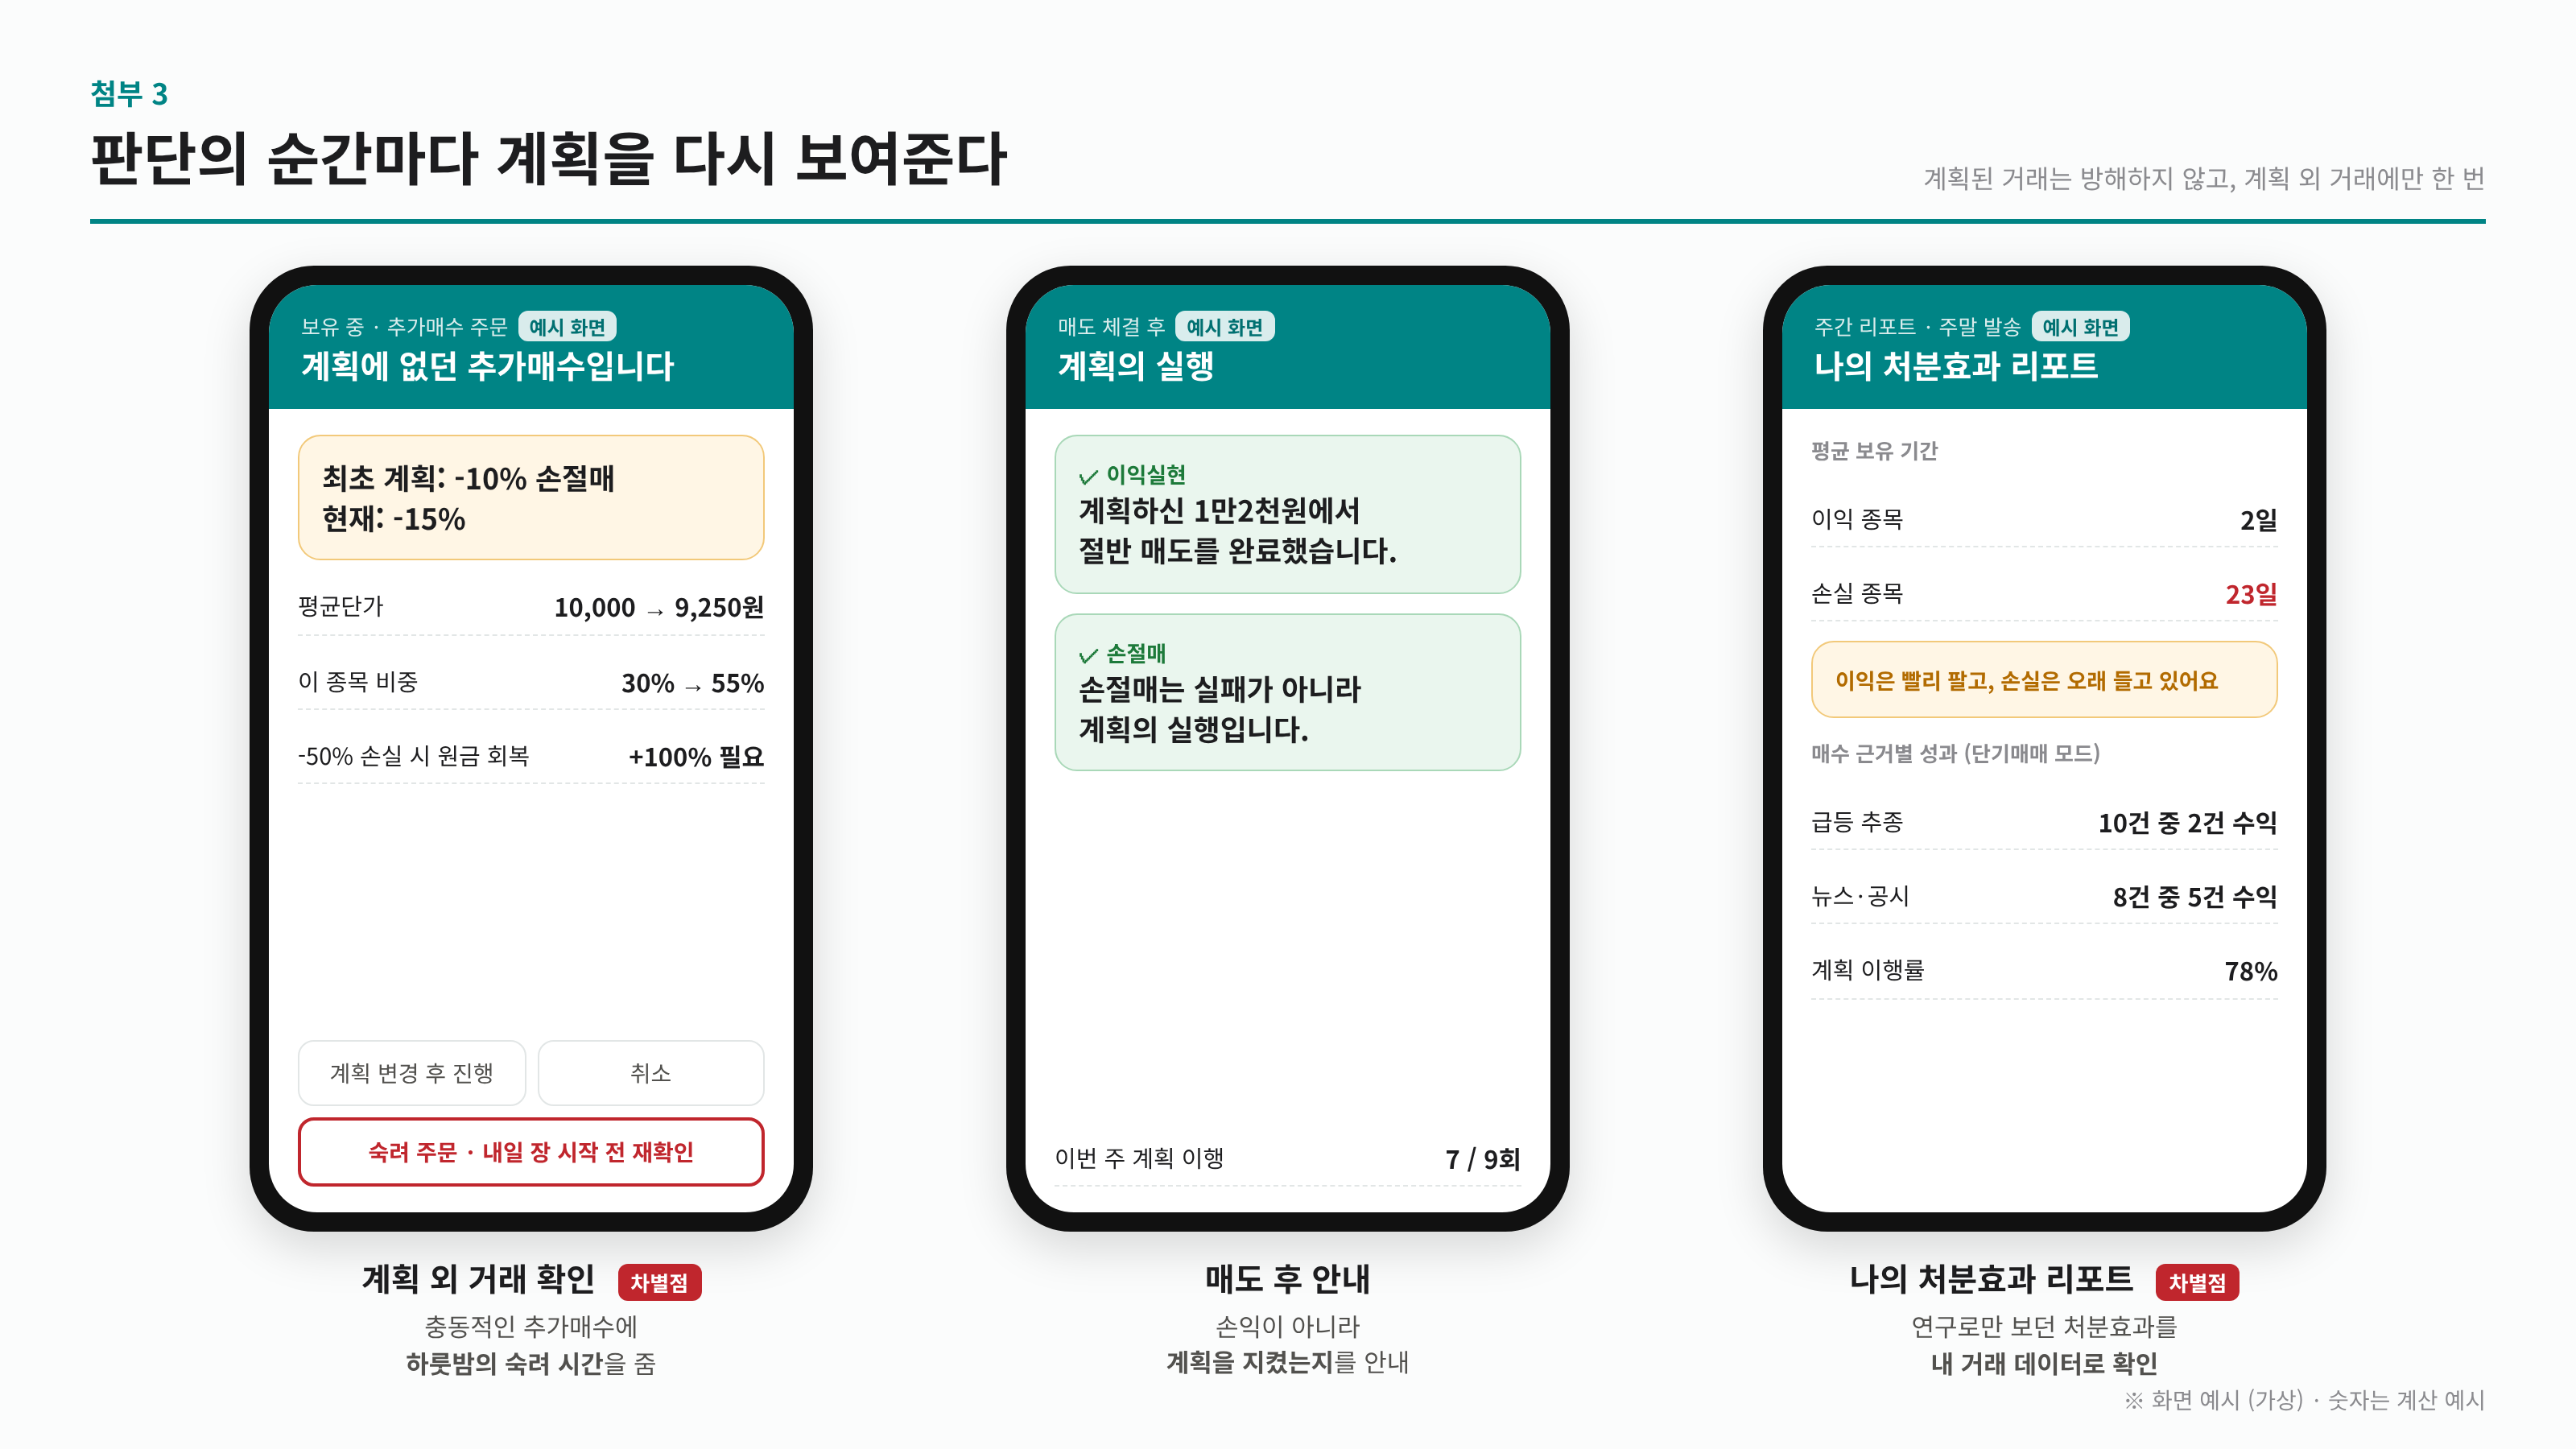 첨부 3
판단의 순간마다 계획을 다시 보여준다
계획된 거래는 방해하지 않고, 계획 외 거래에만 한 번
보유 중 · 추가매수 주문 예시 화면
계획에 없던 추가매수입니다
최초 계획: -10% 손절매
현재: -15%
평균단가 10,000 → 9,250원
이 종목 비중 30% → 55%
-50% 손실 시 원금 회복 +100% 필요
계획 변경 후 진행 취소
숙려 주문 · 내일 장 시작 전 재확인
계획 외 거래 확인 차별점
충동적인 추가매수에
하룻밤의 숙려 시간을 줌
매도 체결 후 예시 화면
계획의 실행
✓ 이익실현
계획하신 1만2천원에서
절반 매도를 완료했습니다.
✓ 손절매
손절매는 실패가 아니라
계획의 실행입니다.
이번 주 계획 이행 7 / 9회
매도 후 안내
손익이 아니라
계획을 지켰는지를 안내
주간 리포트 · 주말 발송 예시 화면
나의 처분효과 리포트
평균 보유 기간
이익 종목 2일
손실 종목 23일
이익은 빨리 팔고, 손실은 오래 들고 있어요
매수 근거별 성과 (단기매매 모드)
급등 추종 10건 중 2건 수익
뉴스·공시 8건 중 5건 수익
계획 이행률 78%
나의 처분효과 리포트 차별점
연구로만 보던 처분효과를
내 거래 데이터로 확인
※ 화면 예시 (가상) · 숫자는 계산 예시